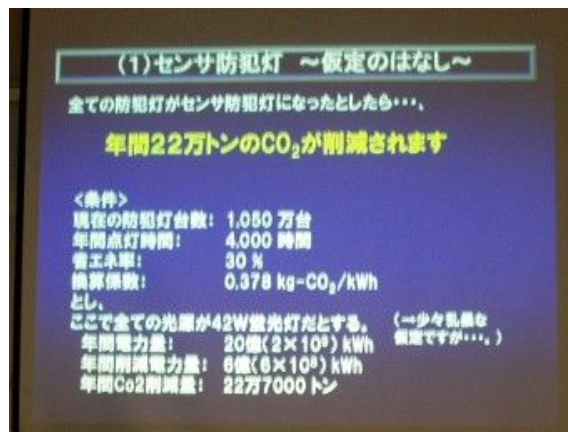 (1)センサ防犯灯 ～仮定のはなし～
全ての防犯灯がセンサ防犯灯になったとしたら・・・、
年間22万トンのCO₂が削減されます
<条件>
現在の防犯灯台数: 1,050 万台
年間点灯時間: 4,000 時間
省エネ率: 30 %
換算係数: 0.378 kg-CO₂/kWh
とし、
ここで全ての光源が42W蛍光灯だとする。 (→少々乱暴な
仮定ですが・・・。)
年間電力量: 20億(2×10⁹) kWh
年間削減電力量: 6億(6×10⁸) kWh
年間Co2削減量: 22万7000 トン